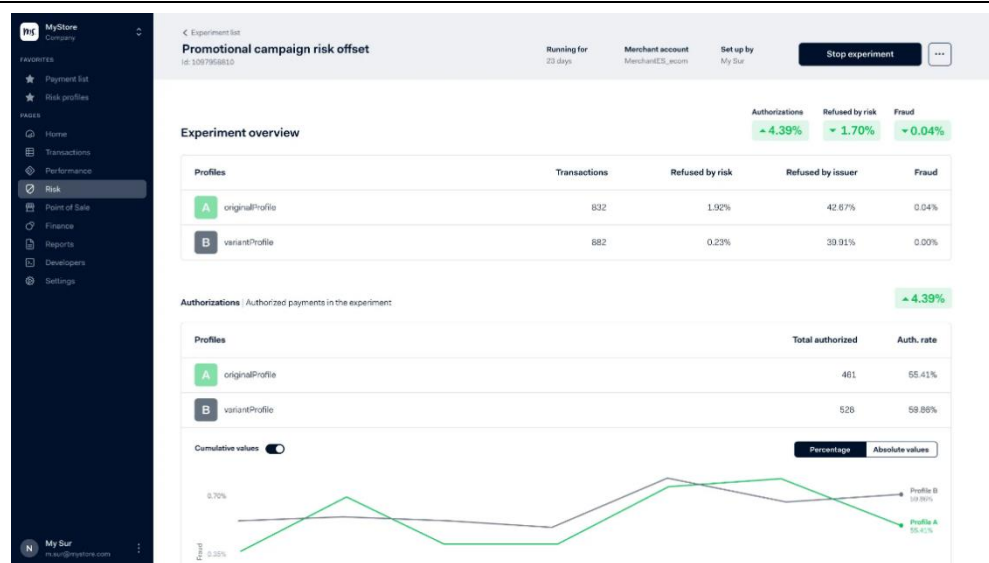 MyStore
Company
FAVORITES
Payment list
Risk profiles
PAGES
Home
Transactions
Performance
Risk
Point of Sale
Finance
Reports
Developers
Settings
N
My Sur
m.sur@mystore.com
Experiment list
Promotional campaign risk offset
Id: 1097956810
Running for
23 days
Merchant account
MerchantES_ecom
Set up by
My Sur
Stop experiment
...
Experiment overview
Authorizations
4.39%
Refused by risk
1.70%
Fraud
0.04%
Profiles Transactions Refused by risk Refused by issuer Fraud
A originalProfile 832 1.92% 42.67% 0.04%
B variantProfile 882 0.23% 39.91% 0.00%
Authorizations | Authorized payments in the experiment
4.39%
Profiles Total authorized Auth. rate
A originalProfile 461 55.41%
B variantProfile 528 59.86%
Cumulative values
Percentage Absolute values
0.70%
Fraud
0.35%
Profile B
59.86%
Profile A
55.41%